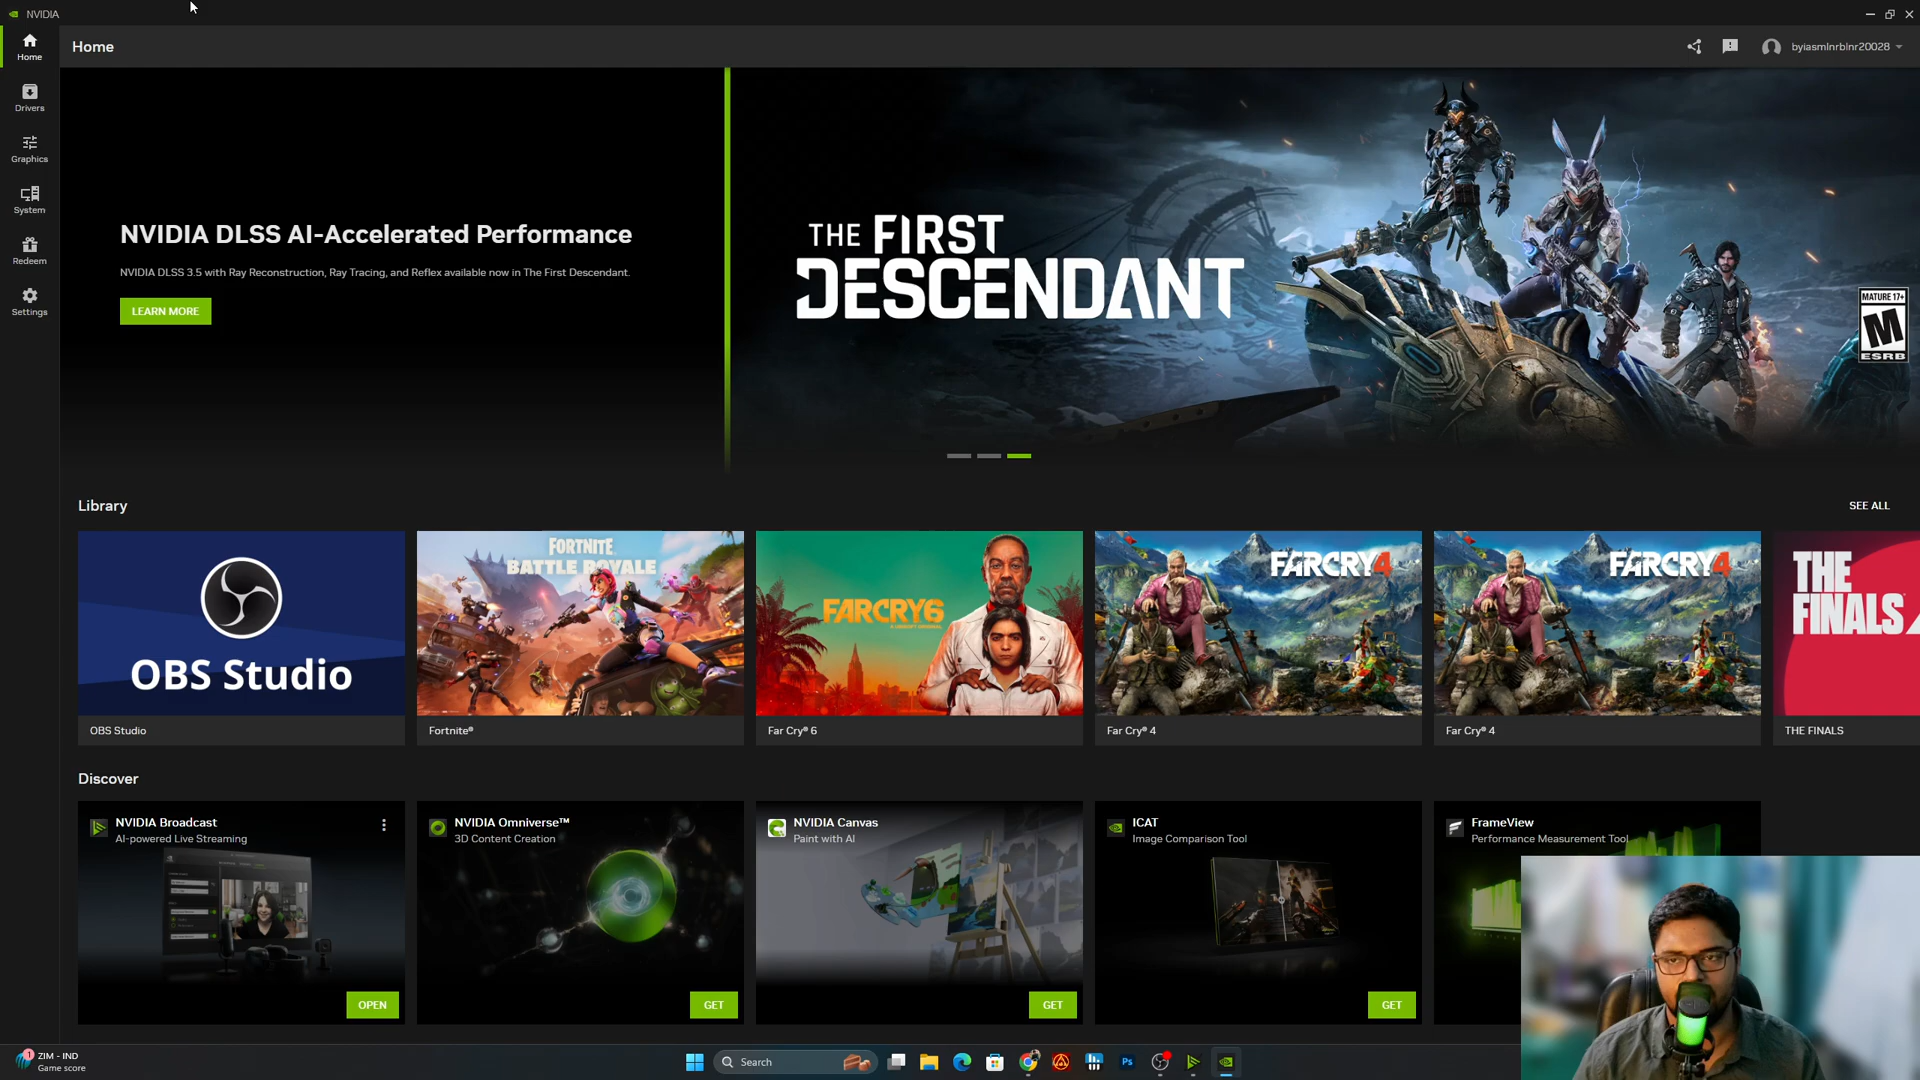 NVIDIA
Home
Home
byiasmlnrblnr20028
Drivers
Graphics
System
Redeem
Settings
NVIDIA DLSS AI-Accelerated Performance
NVIDIA DLSS 3.5 with Ray Reconstruction, Ray Tracing, and Reflex available now in The First Descendant.
LEARN MORE
THE FIRST
DESCENDANT
MATURE 17+
M
ESRB
Library
SEE ALL
OBS Studio
OBS Studio
FORTNITE
BATTLE ROYALE
Fortnite®
FARCRY6
Far Cry® 6
FARCRY4
Far Cry® 4
FARCRY4
Far Cry® 4
THE
FINALS
THE FINALS
Discover
NVIDIA Broadcast
AI-powered Live Streaming
OPEN
NVIDIA Omniverse™
3D Content Creation
GET
NVIDIA Canvas
Paint with AI
GET
ICAT
Image Comparison Tool
GET
FrameView
Performance Measurement Tool
1
ZIM - IND
Game score
Search
Ps